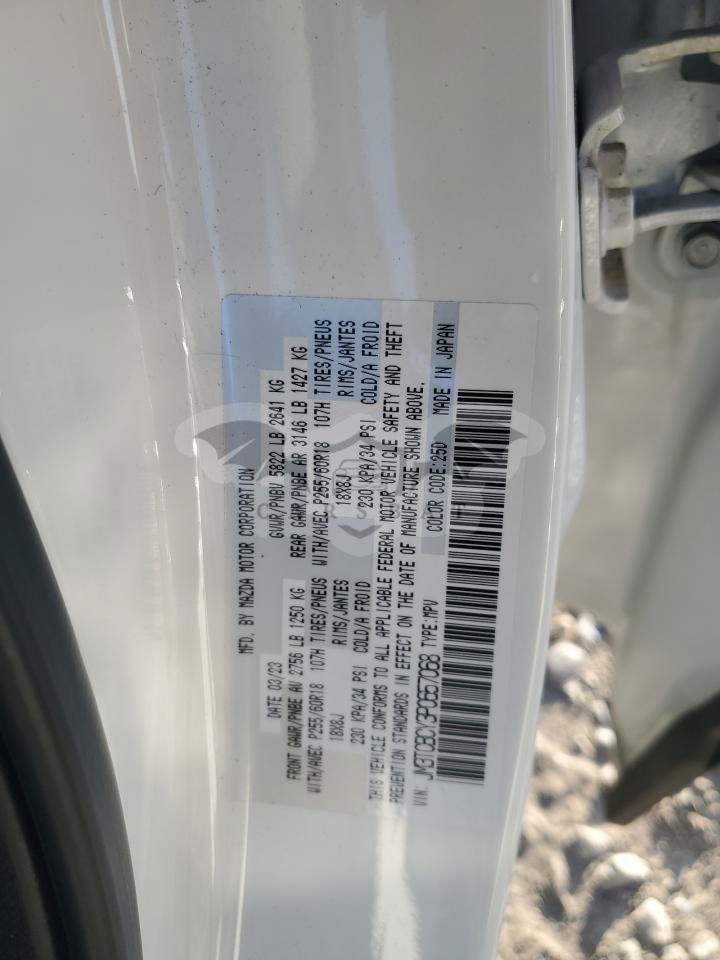 MFD. BY MAZDA MOTOR CORPORATION
DATE 03/23 GVWR/PNBV 5822 LB 2641 KG
FRONT GAWR/PNBE AV 2756 LB 1250 KG REAR GAWR/PNBE AR 3146 LB 1427 KG
WITH/AVEC P255/60R18 107H TIRES/PNEUS WITH/AVEC P255/60R18 107H TIRES/PNEUS
18X8J RIMS/JANTES 18X8J RIMS/JANTES
230 KPA/34 PSI COLD/A FROID 230 KPA/34 PSI COLD/A FROID
THIS VEHICLE CONFORMS TO ALL APPLICABLE FEDERAL MOTOR VEHICLE SAFETY AND THEFT
PREVENTION STANDARDS IN EFFECT ON THE DATE OF MANUFACTURE SHOWN ABOVE.
VIN: JM3TCBCY3P0657068 TYPE:MPV COLOR CODE:25D MADE IN JAPAN